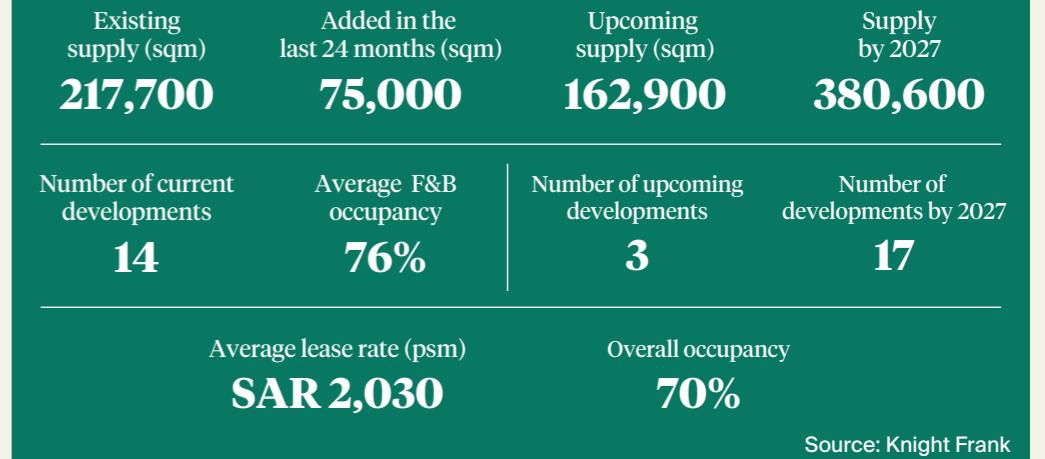 Existing
supply (sqm)
217,700
Added in the
last 24 months (sqm)
75,000
Upcoming
supply (sqm)
162,900
Supply
by 2027
380,600
Number of current
developments
14
Average F&B
occupancy
76%
Number of upcoming
developments
3
Number of
developments by 2027
17
Average lease rate (psm)
SAR 2,030
Overall occupancy
70%
Source: Knight Frank